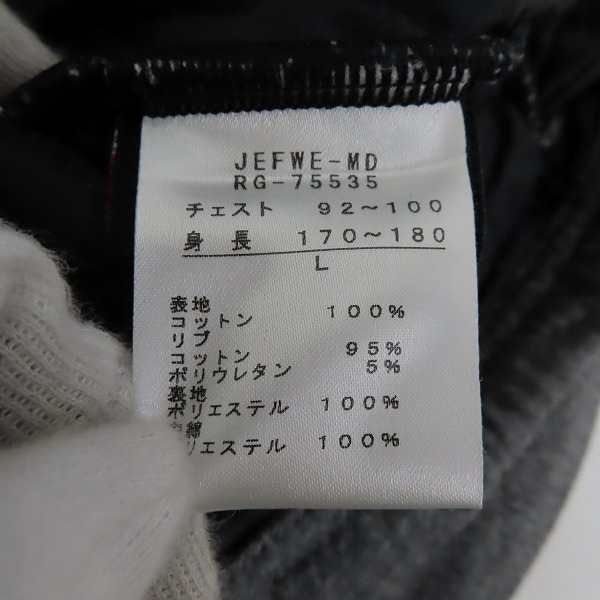 JEFWE-MD
RG-75535
チェスト 92～100
身長 170～180
L
表地
コットン 100%
リブ
コットン 95%
ポリウレタン 5%
裏地
ポリエステル 100%
綿
リエステル 100%